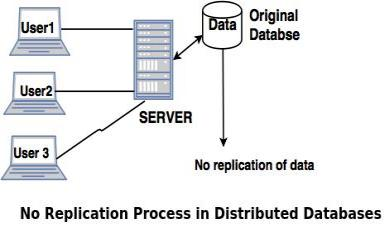 User1
Data
Original
Databse
User2
SERVER
User 3
No replication of data
No Replication Process in Distributed Databases